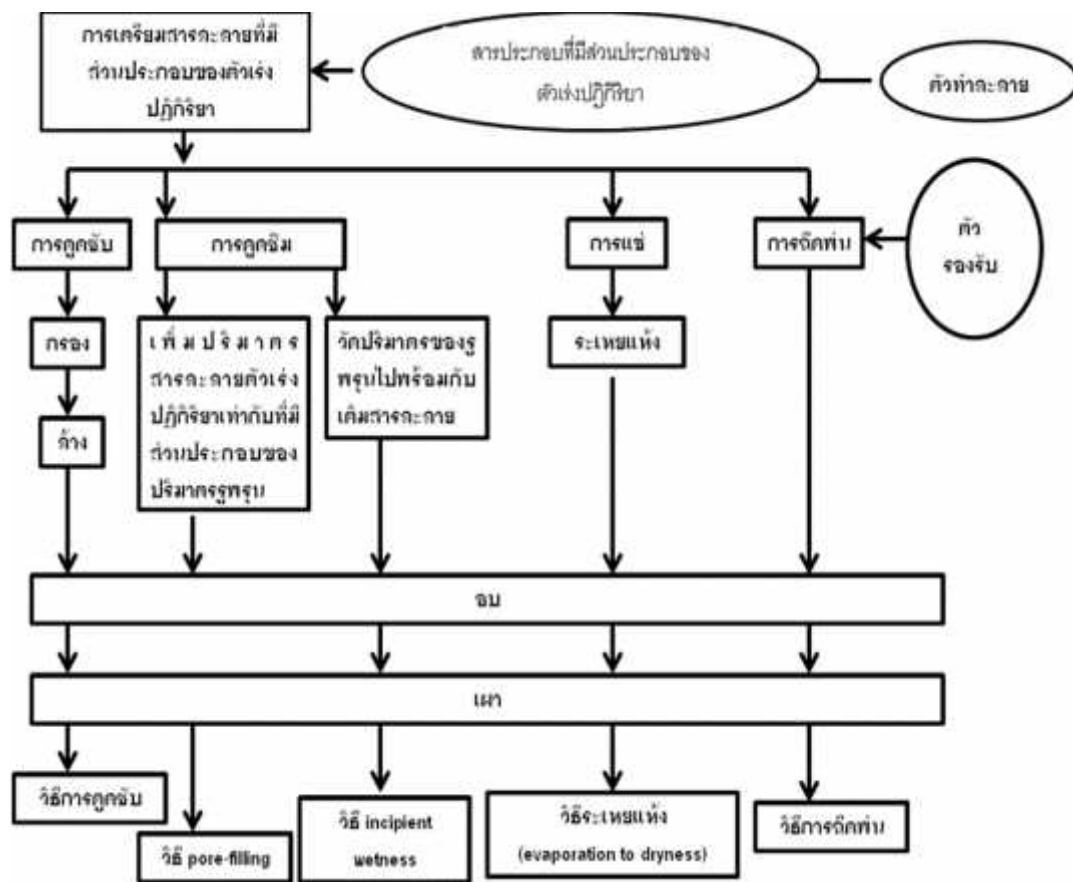 การเตรียมสารละลายที่มี
ส่วนประกอบของตัวเร่ง
ปฏิกิริยา
สารประกอบที่มีส่วนประกอบของ
ตัวเร่งปฏิกิริยา
ตัวทำละลาย
การดูดซับ
การดูดซึม
การแช่
การฉีดพ่น
ตัว
รองรับ
กรอง
เพิ่มปริมาตร
สารละลายตัวเร่ง
ปฏิกิริยาเท่ากับที่มี
ส่วนประกอบของ
ปริมาตรรูพรุน
วัดปริมาตรของรู
พรุนไปพร้อมกับ
เติมสารละลาย
ระเหยแห้ง
ล้าง
อบ
เผา
วิธีการดูดซับ
วิธี pore-filling
วิธี incipient
wetness
วิธีระเหยแห้ง
(evaporation to dryness)
วิธีการฉีดพ่น